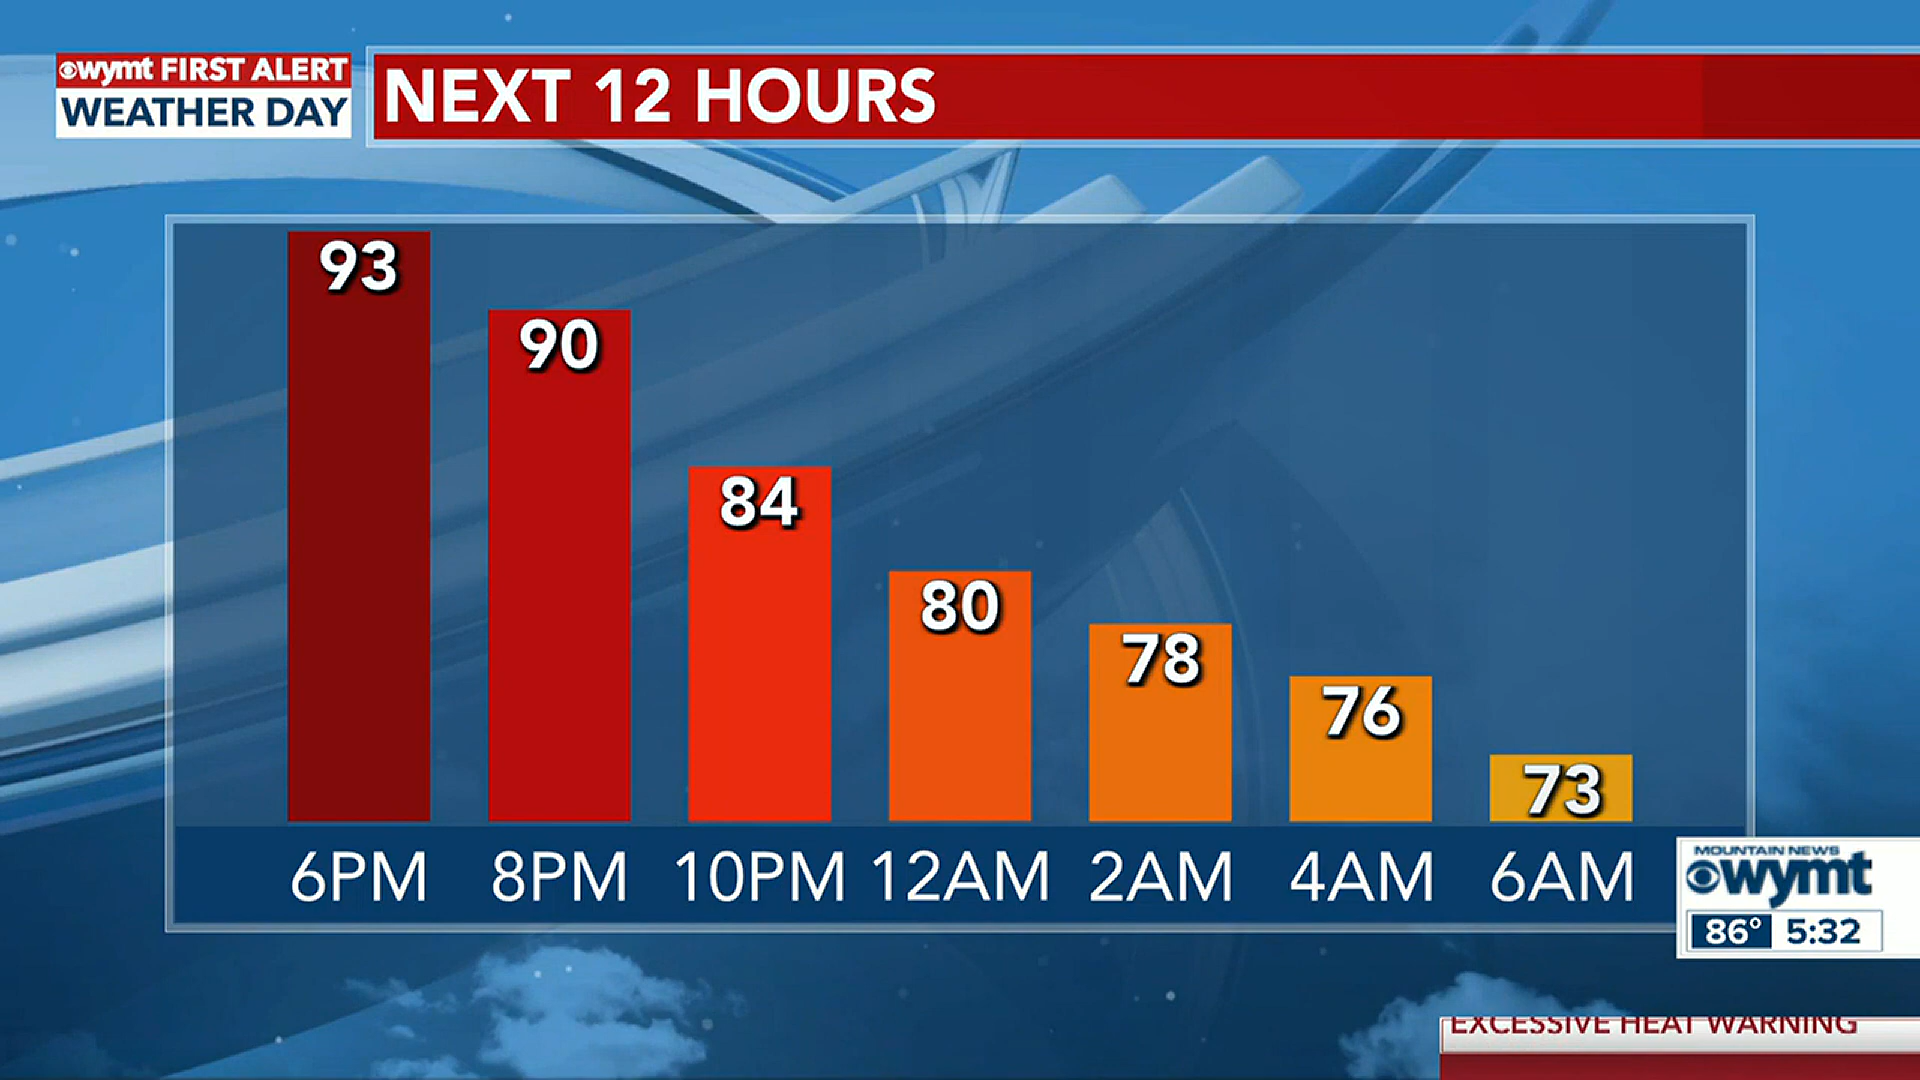 wymt FIRST ALERT
WEATHER DAY
NEXT 12 HOURS
93
90
84
80
78
76
73
6PM 8PM 10PM 12AM 2AM 4AM 6AM
MOUNTAIN NEWS
wymt
86° 5:32
EXCESSIVE HEAT WARNING